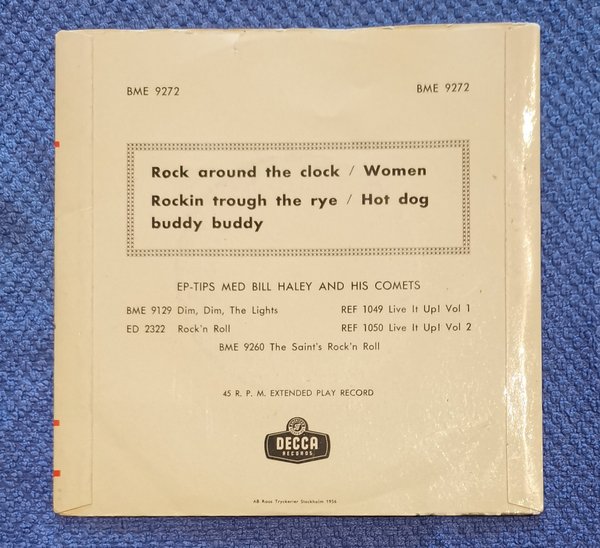 BME 9272 BME 9272
Rock around the clock / Women
Rockin trough the rye / Hot dog
buddy buddy
EP-TIPS MED BILL HALEY AND HIS COMETS
BME 9129 Dim, Dim, The Lights REF 1049 Live It Up! Vol 1
ED 2322 Rock'n Roll REF 1050 Live It Up! Vol 2
BME 9260 The Saint's Rock'n Roll
45 R. P. M. EXTENDED PLAY RECORD
DECCA
RECORDS
AB Roos Tryckerier Stockholm 1956